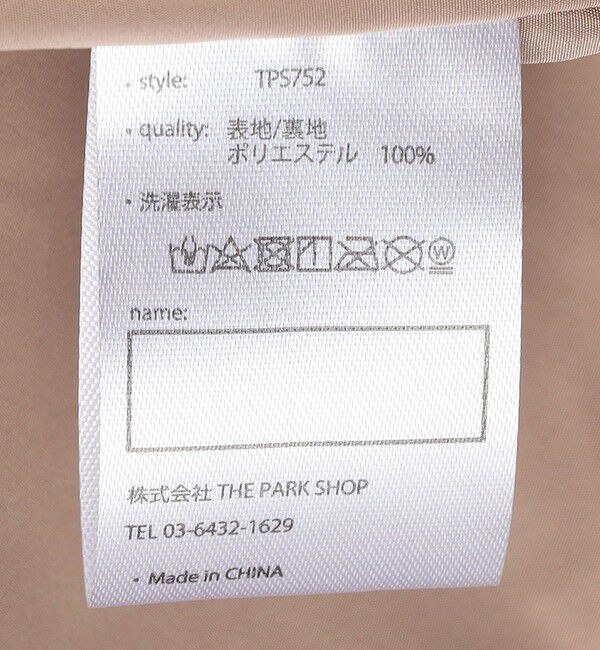 ・style: TPS752
・quality: 表地/裏地
ポリエステル 100%
・洗濯表示
W
name:
株式会社 THE PARK SHOP
TEL 03-6432-1629
・Made in CHINA